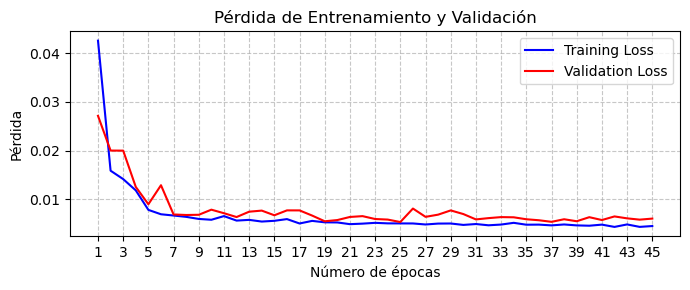 Pérdida de Entrenamiento y Validación
Training Loss
Validation Loss
Pérdida
0.04
0.03
0.02
0.01
1 3 5 7 9 11 13 15 17 19 21 23 25 27 29 31 33 35 37 39 41 43 45
Número de épocas